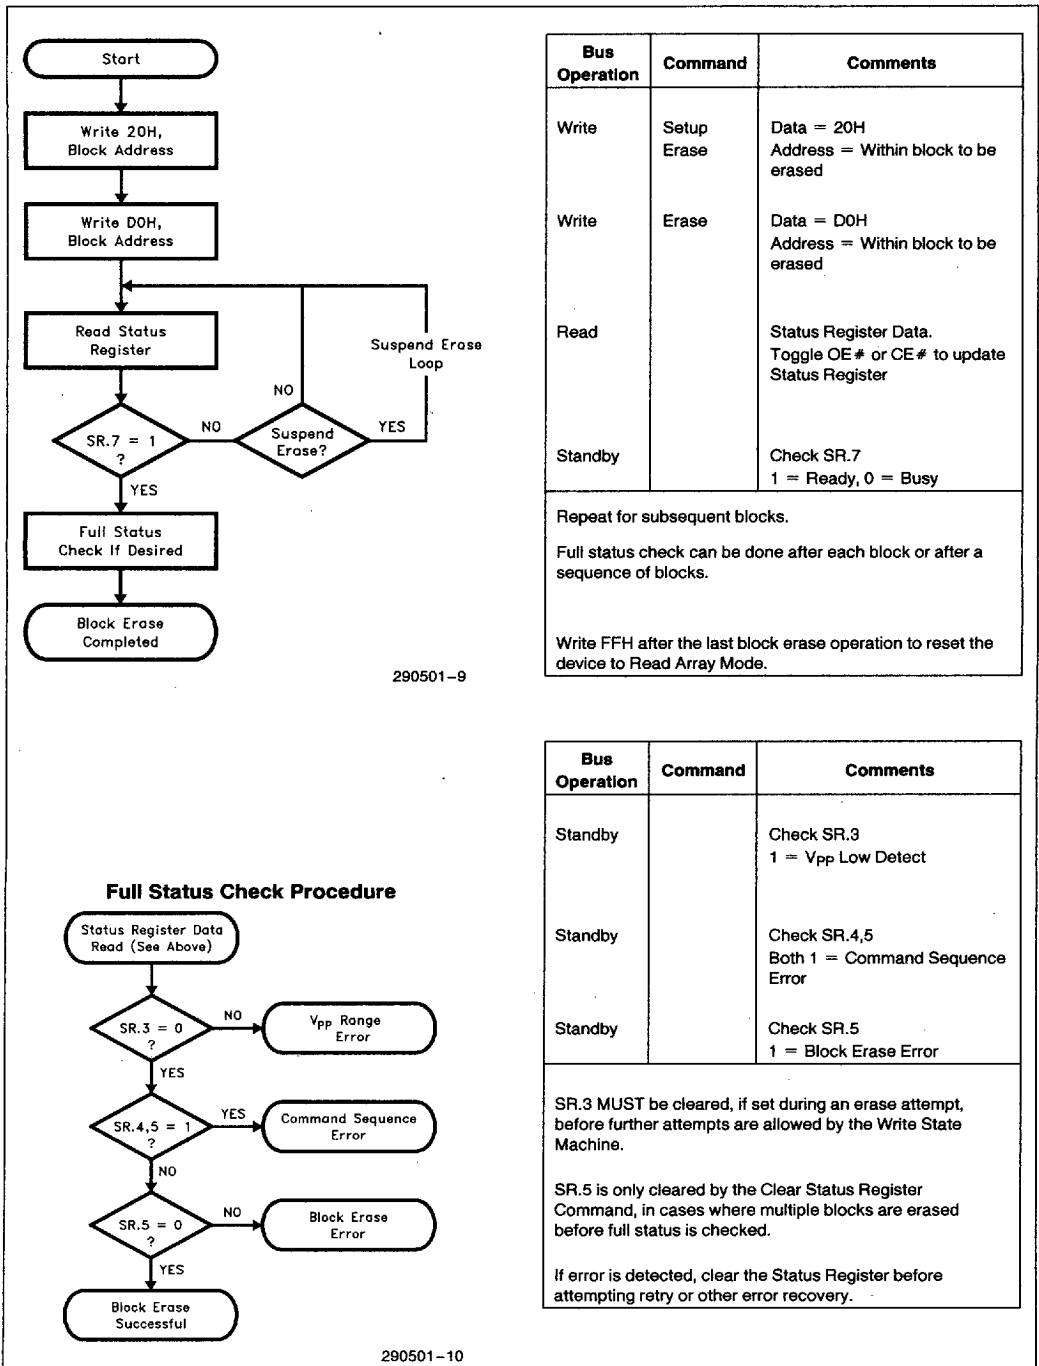 Start
Write 20H,
Block Address
Write D0H,
Block Address
Read Status
Register
Suspend Erase
Loop
NO
SR.7 = 1
?
NO
Suspend
Erase?
YES
YES
Full Status
Check If Desired
Block Erase
Completed
290501-9
Bus Operation Command Comments
Write Setup Erase Data = 20H
Address = Within block to be
erased
Write Erase Data = D0H
Address = Within block to be
erased
Read Status Register Data.
Toggle OE# or CE# to update
Status Register
Standby Check SR.7
1 = Ready, 0 = Busy
Repeat for subsequent blocks.
Full status check can be done after each block or after a
sequence of blocks.
Write FFH after the last block erase operation to reset the
device to Read Array Mode.
Full Status Check Procedure
Status Register Data
Read (See Above)
SR.3 = 0
?
NO
VPP Range
Error
YES
SR.4,5 = 1
?
YES
Command Sequence
Error
NO
SR.5 = 0
?
NO
Block Erase
Error
YES
Block Erase
Successful
290501-10
Bus Operation Command Comments
Standby Check SR.3
1 = VPP Low Detect
Standby Check SR.4,5
Both 1 = Command Sequence
Error
Standby Check SR.5
1 = Block Erase Error
SR.3 MUST be cleared, if set during an erase attempt,
before further attempts are allowed by the Write State
Machine.
SR.5 is only cleared by the Clear Status Register
Command, in cases where multiple blocks are erased
before full status is checked.
If error is detected, clear the Status Register before
attempting retry or other error recovery.